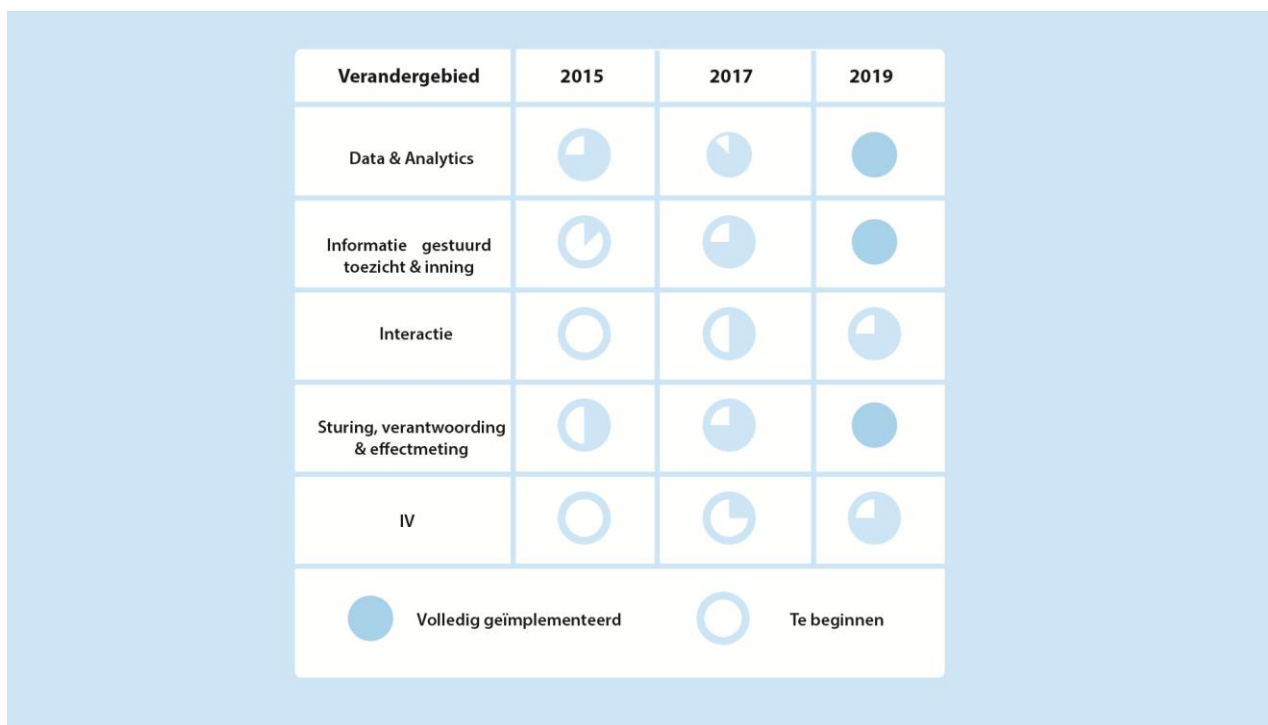 Verandergebied 2015 2017 2019
Data & Analytics
Informatie gestuurd
toezicht & inning
Interactie
Sturing, verantwoording
& effectmeting
IV
Volledig geïmplementeerd Te beginnen